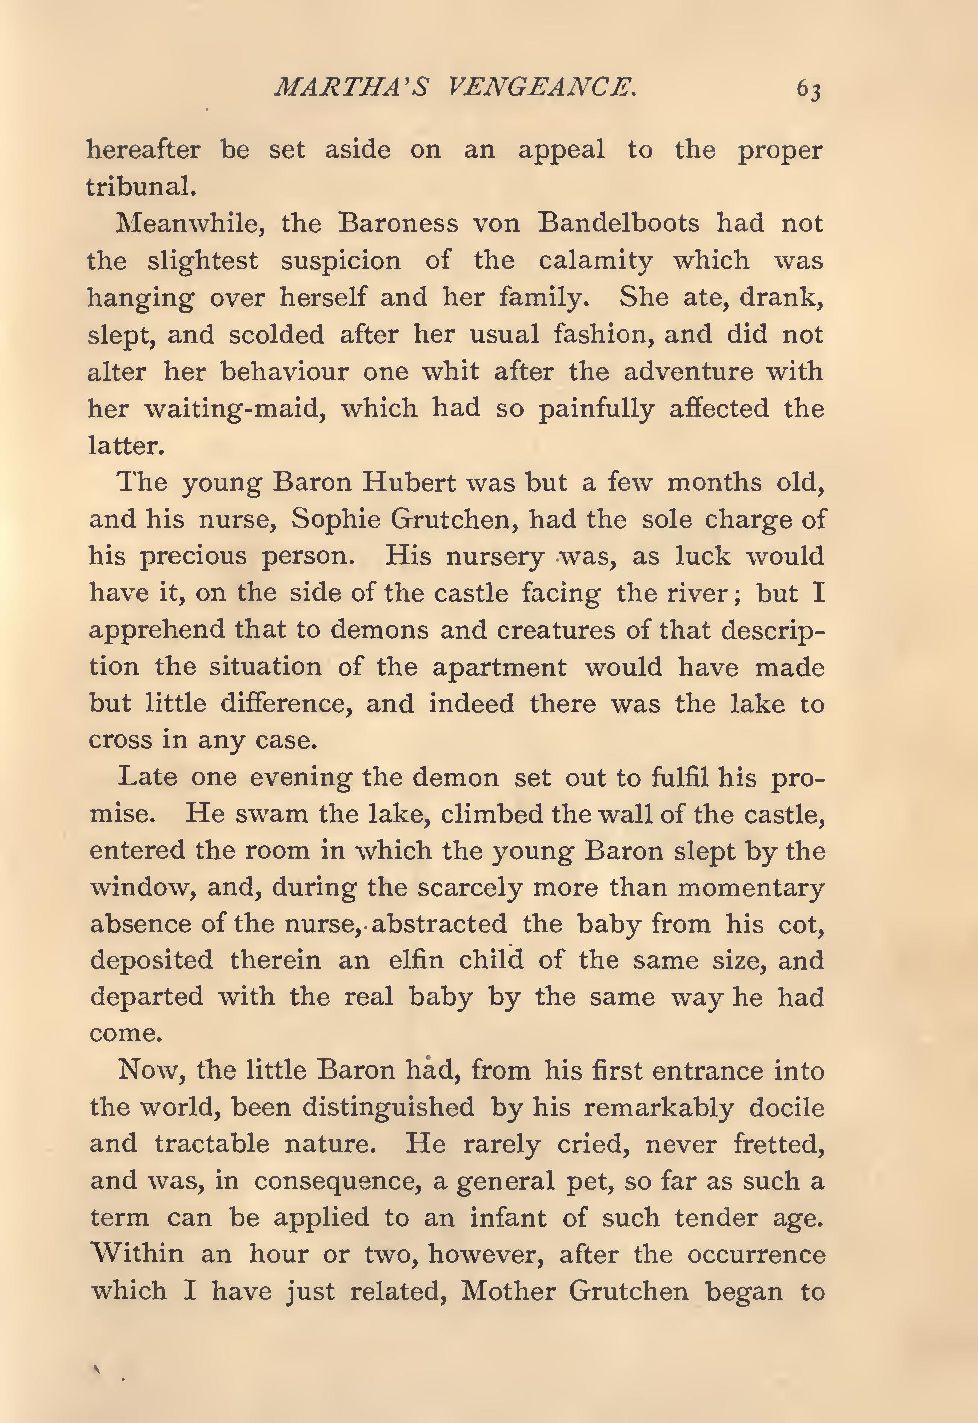 MARTHA'S VENGEANCE. 63
hereafter be set aside on an appeal to the proper
tribunal.
Meanwhile, the Baroness von Bandelboots had not
the slightest suspicion of the calamity which was
hanging over herself and her family. She ate, drank,
slept, and scolded after her usual fashion, and did not
alter her behaviour one whit after the adventure with
her waiting-maid, which had so painfully affected the
latter.
The young Baron Hubert was but a few months old,
and his nurse, Sophie Grutchen, had the sole charge of
his precious person. His nursery was, as luck would
have it, on the side of the castle facing the river; but I
apprehend that to demons and creatures of that descrip-
tion the situation of the apartment would have made
but little difference, and indeed there was the lake to
cross in any case.
Late one evening the demon set out to fulfil his pro-
mise. He swam the lake, climbed the wall of the castle,
entered the room in which the young Baron slept by the
window, and, during the scarcely more than momentary
absence of the nurse, abstracted the baby from his cot,
deposited therein an elfin child of the same size, and
departed with the real baby by the same way he had
come.
Now, the little Baron had, from his first entrance into
the world, been distinguished by his remarkably docile
and tractable nature. He rarely cried, never fretted,
and was, in consequence, a general pet, so far as such a
term can be applied to an infant of such tender age.
Within an hour or two, however, after the occurrence
which I have just related, Mother Grutchen began to